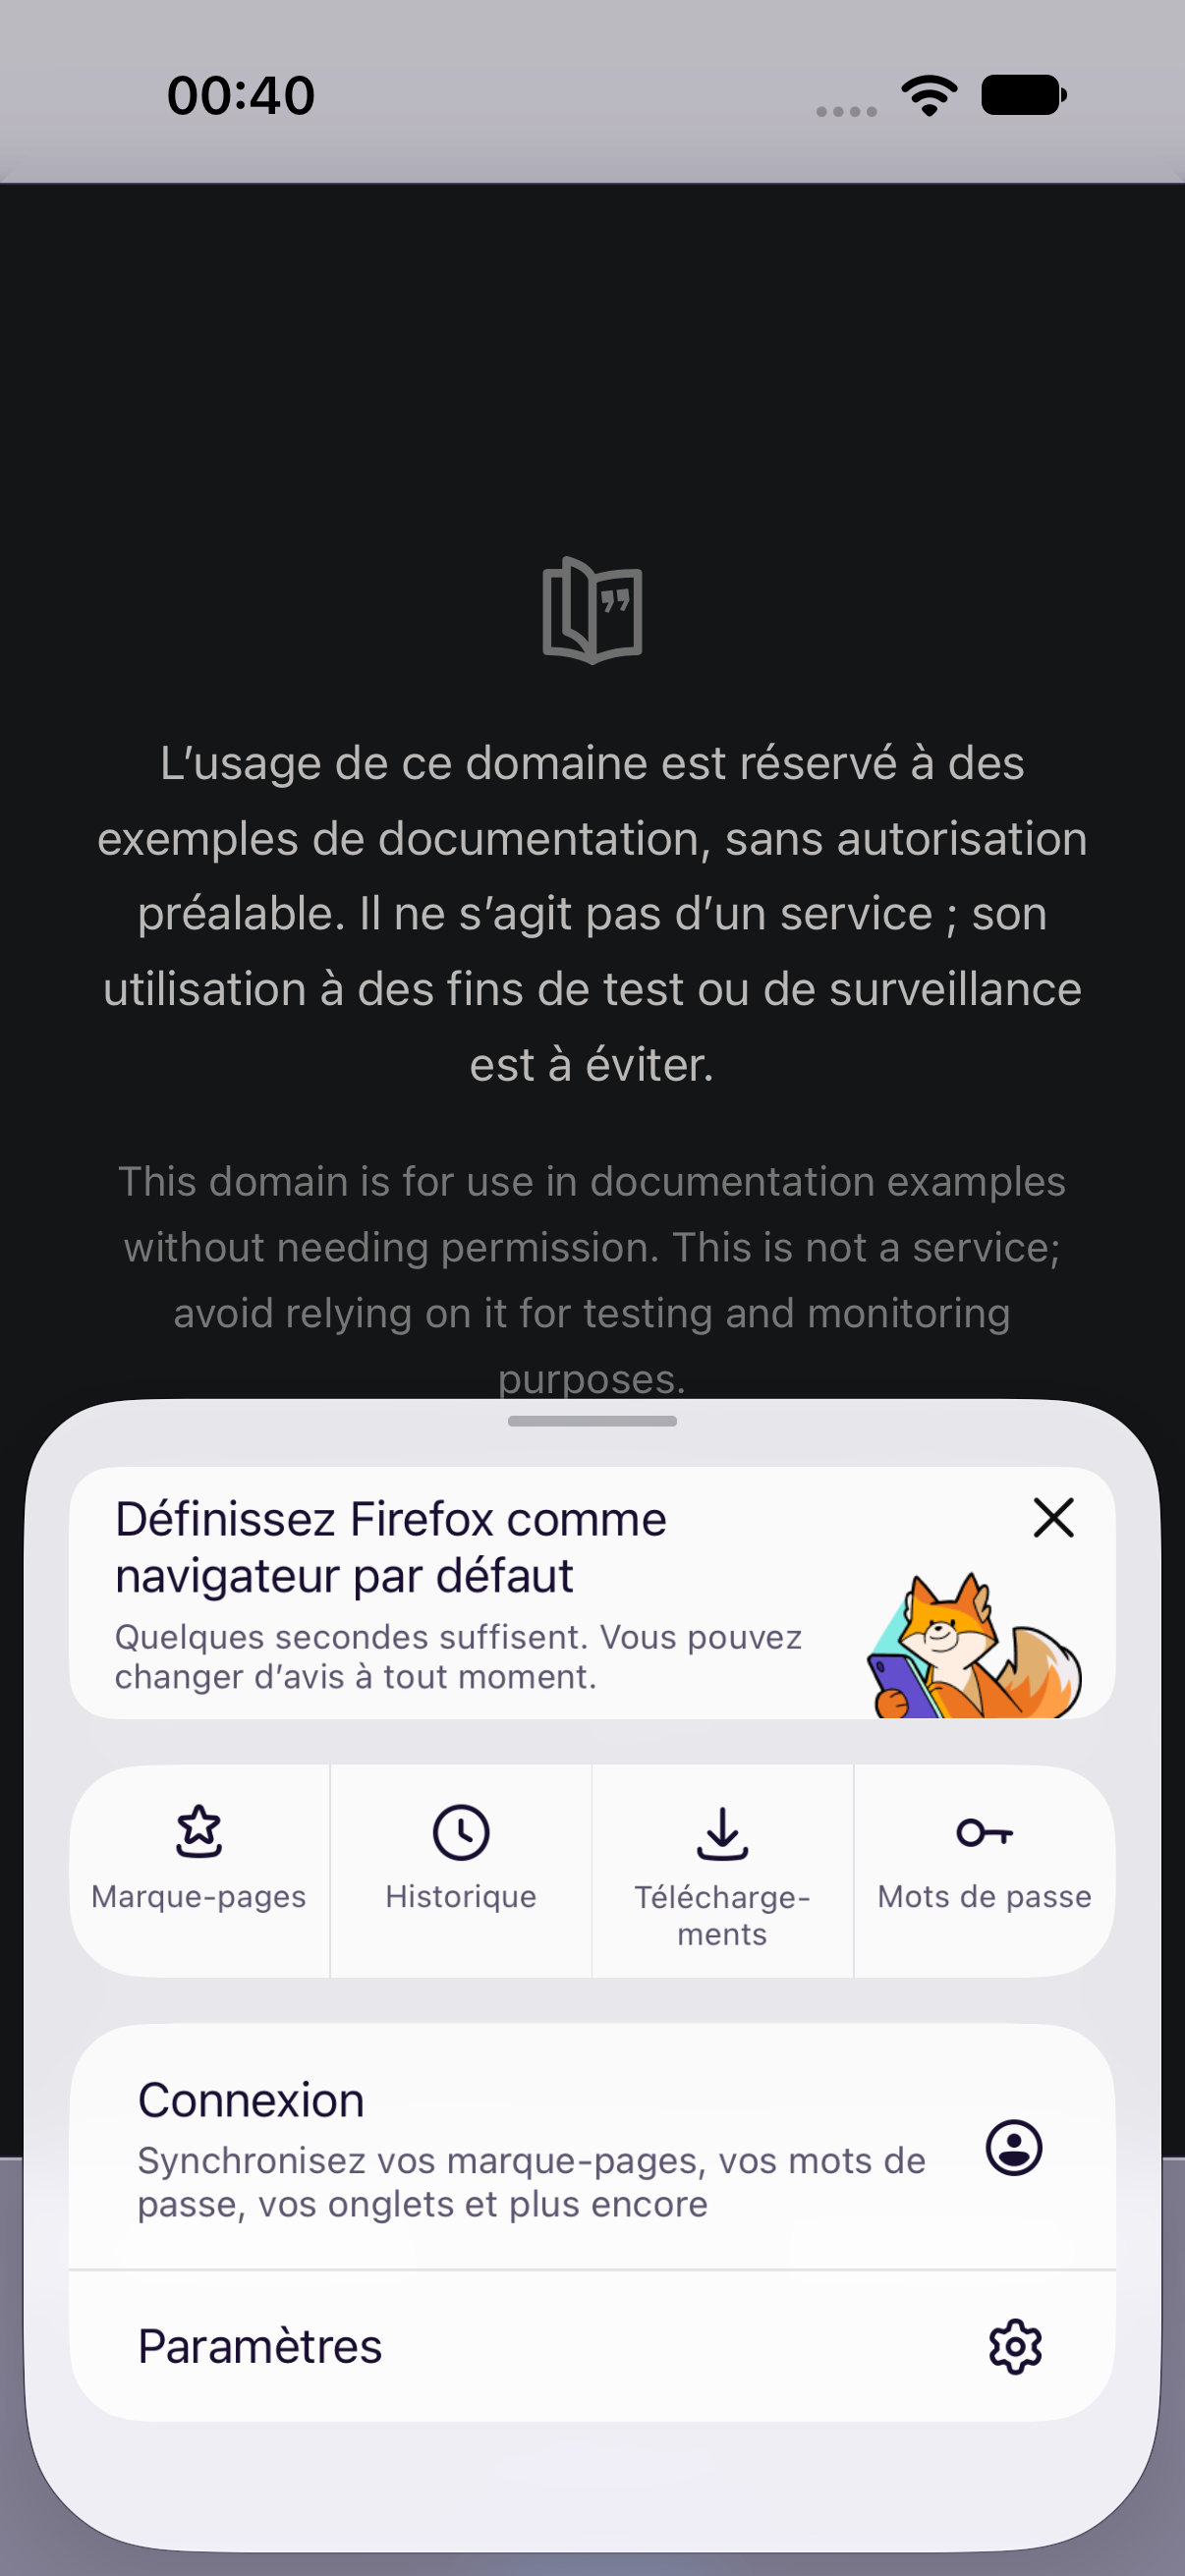 00:40
L’usage de ce domaine est réservé à des
exemples de documentation, sans autorisation
préalable. Il ne s’agit pas d’un service ; son
utilisation à des fins de test ou de surveillance
est à éviter.
This domain is for use in documentation examples
without needing permission. This is not a service;
avoid relying on it for testing and monitoring
purposes.
Définissez Firefox comme
navigateur par défaut
Quelques secondes suffisent. Vous pouvez
changer d’avis à tout moment.
Marque-pages
Historique
Télécharge-
ments
Mots de passe
Connexion
Synchronisez vos marque-pages, vos mots de
passe, vos onglets et plus encore
Paramètres